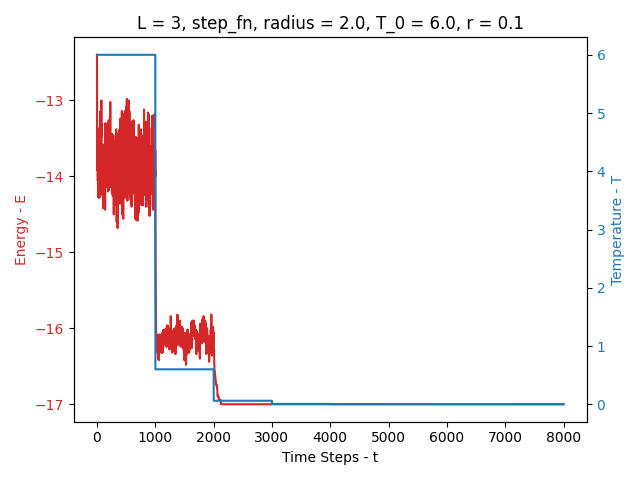 L = 3, step_fn, radius = 2.0, T_0 = 6.0, r = 0.1
Energy - E
−13
−14
−15
−16
−17
6
5
4
3
2
1
0
Temperature - T
0 1000 2000 3000 4000 5000 6000 7000 8000
Time Steps - t